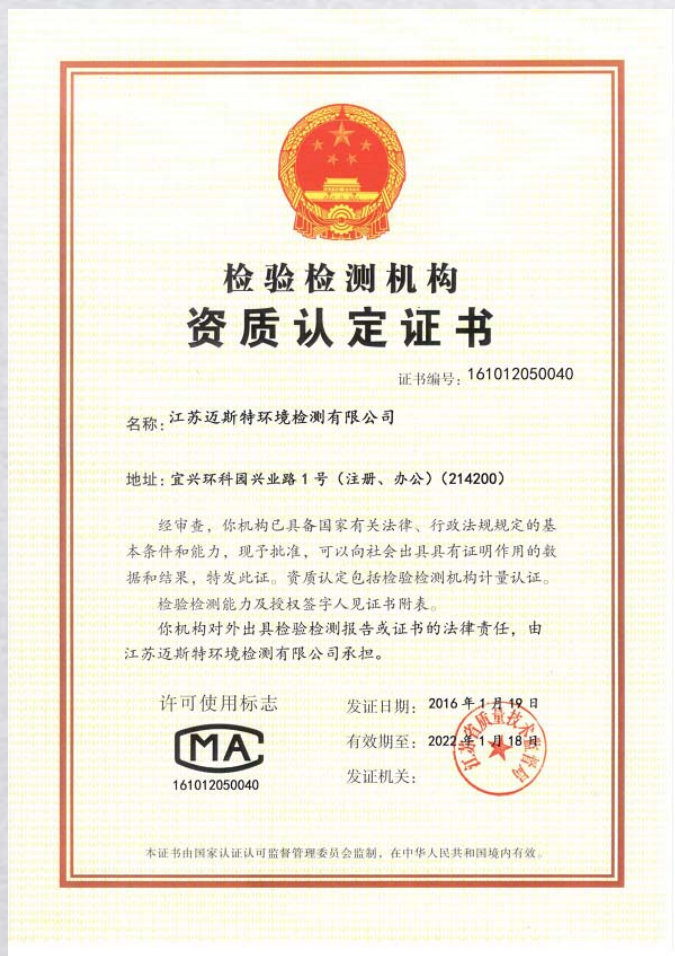 检验检测机构
资质认定证书
证书编号：161012050040
名称：江苏迈斯特环境检测有限公司
地址：宜兴环科园兴业路1号（注册、办公）（214200）
经审查，你机构已具备国家有关法律、行政法规规定的基
本条件和能力，现予批准，可以向社会出具具有证明作用的数
据和结果，特发此证。资质认定包括检验检测机构计量认证。
检验检测能力及授权签字人见证书附表。
你机构对外出具检验检测报告或证书的法律责任，由
江苏迈斯特环境检测有限公司承担。
许可使用标志
MA
161012050040
发证日期：2016年1月19日
有效期至：2022年1月18日
发证机关：
江苏省质量技术监督局
本证书由国家认证认可监督管理委员会监制，在中华人民共和国境内有效。